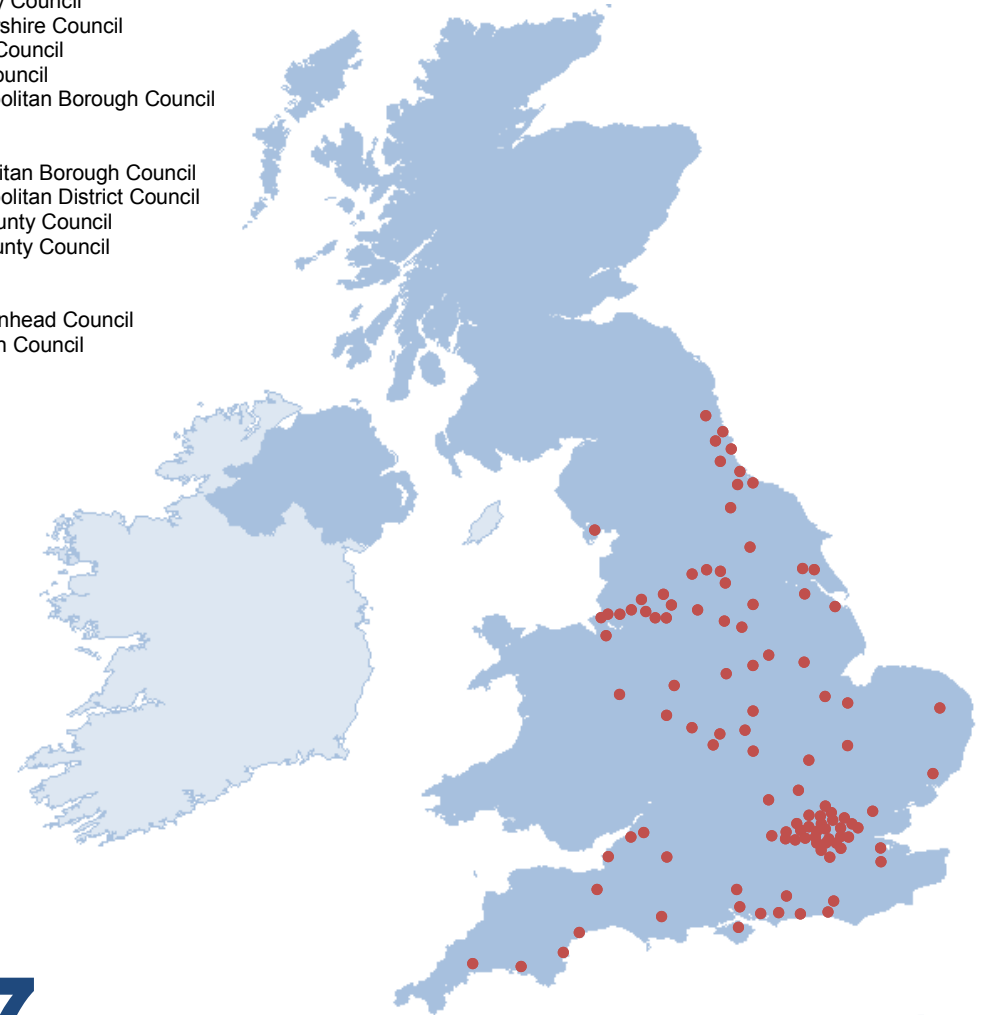 y Council
rshire Council
Council
ouncil
olitan Borough Council
itan Borough Council
olitan District Council
unty Council
unty Council
nhead Council
n Council
7